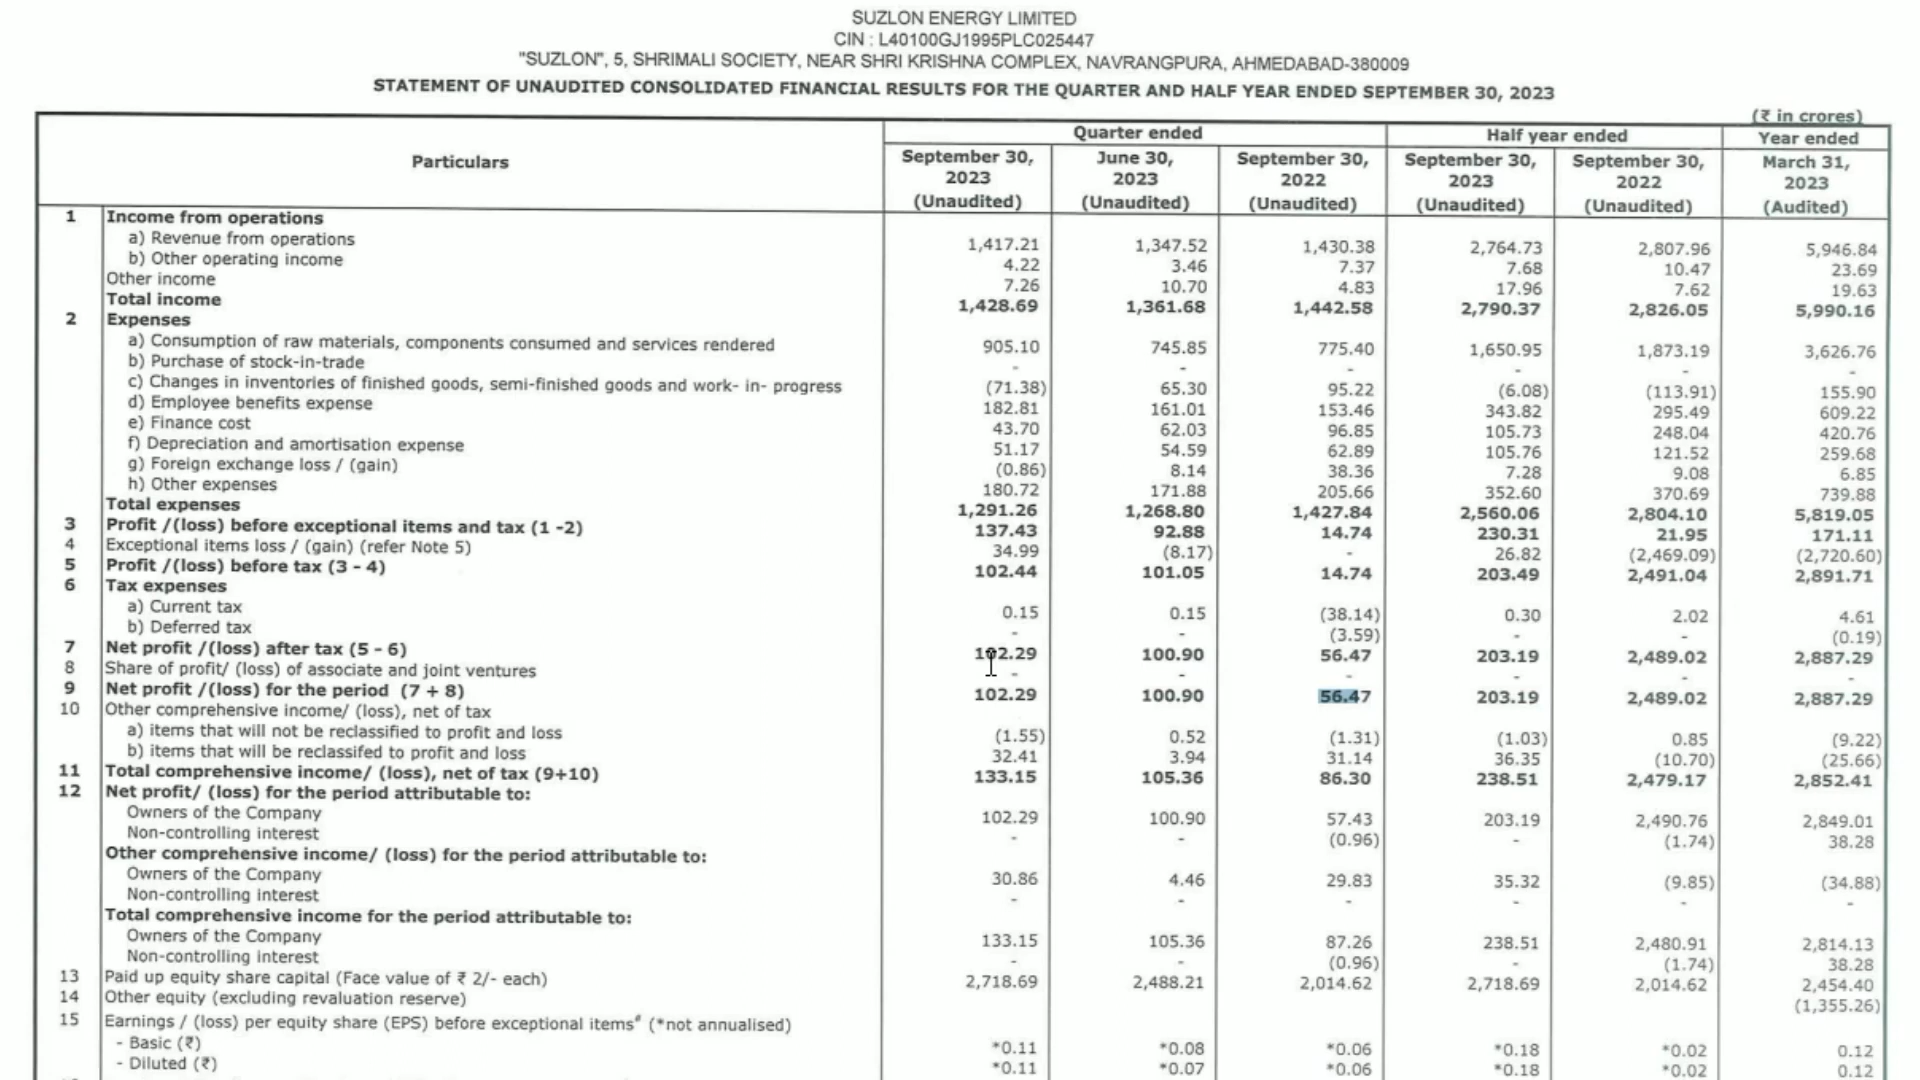 SUZLON ENERGY LIMITED
CIN : L40100GJ1995PLC025447
"SUZLON", 5, SHRIMALI SOCIETY, NEAR SHRI KRISHNA COMPLEX, NAVRANGPURA, AHMEDABAD-380009
STATEMENT OF UNAUDITED CONSOLIDATED FINANCIAL RESULTS FOR THE QUARTER AND HALF YEAR ENDED SEPTEMBER 30, 2023
(₹ in crores)
Particulars Quarter ended Half year ended Year ended
September 30, 2023 (Unaudited) June 30, 2023 (Unaudited) September 30, 2022 (Unaudited) September 30, 2023 (Unaudited) September 30, 2022 (Unaudited) March 31, 2023 (Audited)
1 Income from operations
a) Revenue from operations 1,417.21 1,347.52 1,430.38 2,764.73 2,807.96 5,946.84
b) Other operating income 4.22 3.46 7.37 7.68 10.47 23.69
Other income 7.26 10.70 4.83 17.96 7.62 19.63
Total income 1,428.69 1,361.68 1,442.58 2,790.37 2,826.05 5,990.16
2 Expenses
a) Consumption of raw materials, components consumed and services rendered 905.10 745.85 775.40 1,650.95 1,873.19 3,626.76
b) Purchase of stock-in-trade - - - - - -
c) Changes in inventories of finished goods, semi-finished goods and work- in- progress (71.38) 65.30 95.22 (6.08) (113.91) 155.90
d) Employee benefits expense 182.81 161.01 153.46 343.82 295.49 609.22
e) Finance cost 43.70 62.03 96.85 105.73 248.04 420.76
f) Depreciation and amortisation expense 51.17 54.59 62.89 105.76 121.52 259.68
g) Foreign exchange loss / (gain) (0.86) 8.14 38.36 7.28 9.08 6.85
h) Other expenses 180.72 171.88 205.66 352.60 370.69 739.88
Total expenses 1,291.26 1,268.80 1,427.84 2,560.06 2,804.10 5,819.05
3 Profit /(loss) before exceptional items and tax (1 -2) 137.43 92.88 14.74 230.31 21.95 171.11
4 Exceptional items loss / (gain) (refer Note 5) 34.99 (8.17) - 26.82 (2,469.09) (2,720.60)
5 Profit /(loss) before tax (3 - 4) 102.44 101.05 14.74 203.49 2,491.04 2,891.71
6 Tax expenses
a) Current tax 0.15 0.15 (38.14) 0.30 2.02 4.61
b) Deferred tax - - (3.59) - - (0.19)
7 Net profit /(loss) after tax (5 - 6) 102.29 100.90 56.47 203.19 2,489.02 2,887.29
8 Share of profit/ (loss) of associate and joint ventures - - - - - -
9 Net profit /(loss) for the period (7 + 8) 102.29 100.90 56.47 203.19 2,489.02 2,887.29
10 Other comprehensive income/ (loss), net of tax
a) items that will not be reclassified to profit and loss (1.55) 0.52 (1.31) (1.03) 0.85 (9.22)
b) items that will be reclassifed to profit and loss 32.41 3.94 31.14 36.35 (10.70) (25.66)
11 Total comprehensive income/ (loss), net of tax (9+10) 133.15 105.36 86.30 238.51 2,479.17 2,852.41
12 Net profit/ (loss) for the period attributable to:
Owners of the Company 102.29 100.90 57.43 203.19 2,490.76 2,849.01
Non-controlling interest - - (0.96) - (1.74) 38.28
Other comprehensive income/ (loss) for the period attributable to:
Owners of the Company 30.86 4.46 29.83 35.32 (9.85) (34.88)
Non-controlling interest - - - - - -
Total comprehensive income for the period attributable to:
Owners of the Company 133.15 105.36 87.26 238.51 2,480.91 2,814.13
Non-controlling interest - - (0.96) - (1.74) 38.28
13 Paid up equity share capital (Face value of ₹ 2/- each) 2,718.69 2,488.21 2,014.62 2,718.69 2,014.62 2,454.40
14 Other equity (excluding revaluation reserve) (1,355.26)
15 Earnings / (loss) per equity share (EPS) before exceptional items# (*not annualised)
- Basic (₹) *0.11 *0.08 *0.06 *0.18 *0.02 0.12
- Diluted (₹) *0.11 *0.07 *0.06 *0.18 *0.02 0.12